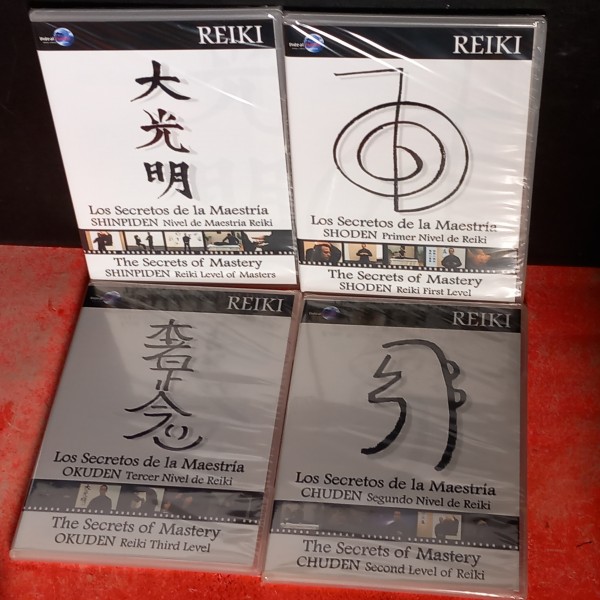 REIKI
大
光
明
Los Secretos de la Maestría
SHINPIDEN Nivel de Maestría Reiki
The Secrets of Mastery
SHINPIDEN Reiki Level of Masters
REIKI
Los Secretos de la Maestría
SHODEN Primer Nivel de Reiki
The Secrets of Mastery
SHODEN Reiki First Level
REIKI
Los Secretos de la Maestría
OKUDEN Tercer Nivel de Reiki
The Secrets of Mastery
OKUDEN Reiki Third Level
REIKI
Los Secretos de la Maestría
CHUDEN Segundo Nivel de Reiki
The Secrets of Mastery
CHUDEN Second Level of Reiki